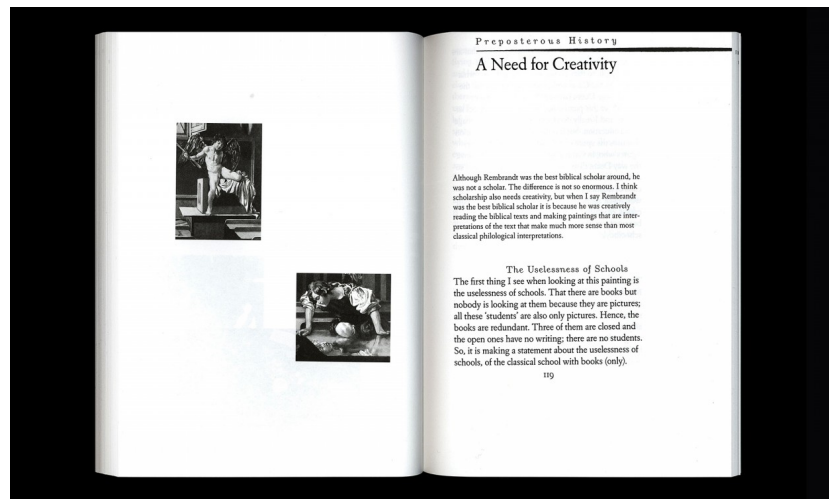 Preposterous History
A Need for Creativity
Although Rembrandt was the best biblical scholar around, he
was not a scholar. The difference is not so enormous. I think
scholarship also needs creativity, but when I say Rembrandt
was the best biblical scholar it is because he was creatively
reading the biblical texts and making paintings that are inter-
pretations of the text that make much more sense than most
classical philological interpretations.
The Uselessness of Schools
The first thing I see when looking at this painting is
the uselessness of schools. That there are books but
nobody is looking at them because they are pictures;
all these 'students' are also only pictures. Hence, the
books are redundant. Three of them are closed and
the open ones have no writing; there are no students.
So, it is making a statement about the uselessness of
schools, of the classical school with books (only).
119